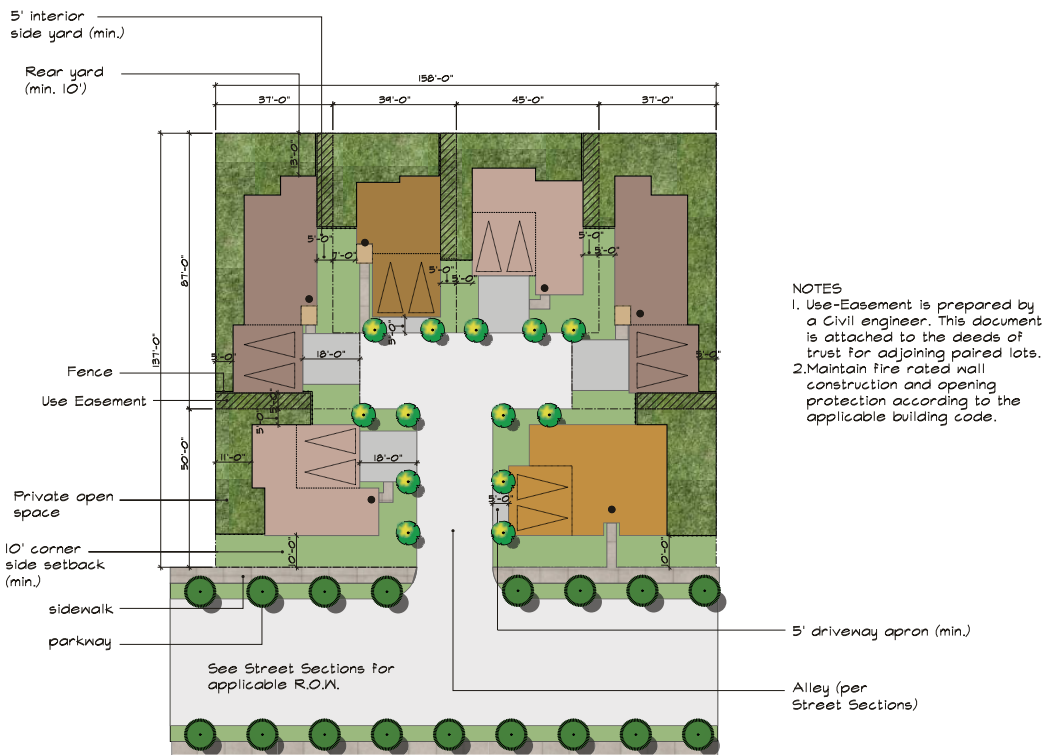 5' interior
side yard (min.)
Rear yard
(min. 10')
158'-0"
37'-0"
39'-0"
45'-0"
37'-0"
13'-0"
87'-0"
137'-0"
50'-0"
5'-0"
7'-0"
5'-0"
5'-0"
5'-0"
5'-0"
5'-0"
5'-0"
18'-0"
5'-0"
Fence
Use Easement
5'-0"
5'-0"
11'-0"
18'-0"
5'-0"
Private open
space
10' corner
side setback
(min.)
10'-0"
10'-0"
sidewalk
parkway
See Street Sections for
applicable R.O.W.
NOTES
1. Use-Easement is prepared by
a Civil engineer. This document
is attached to the deeds of
trust for adjoining paired lots.
2.Maintain fire rated wall
construction and opening
protection according to the
applicable building code.
5' driveway apron (min.)
Alley (per
Street Sections)